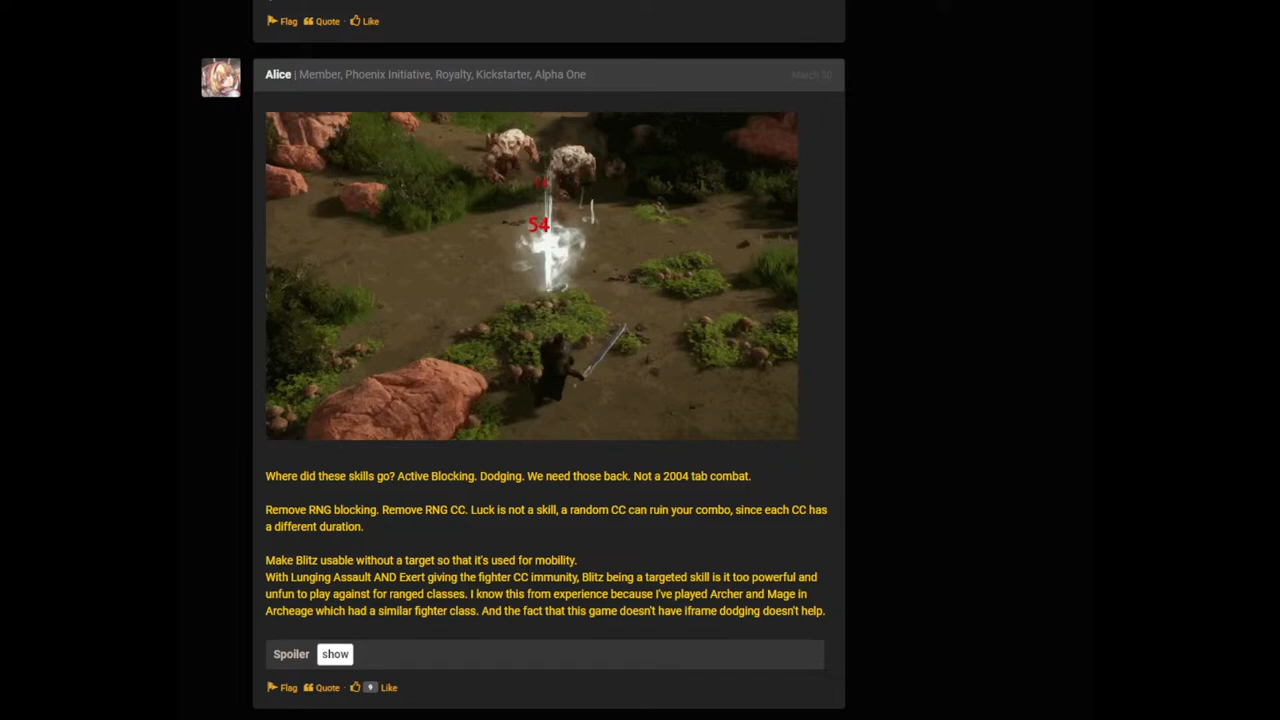 Flag Quote · Like
Alice | Member, Phoenix Initiative, Royalty, Kickstarter, Alpha One March 30
54
Where did these skills go? Active Blocking. Dodging. We need those back. Not a 2004 tab combat.
Remove RNG blocking. Remove RNG CC. Luck is not a skill, a random CC can ruin your combo, since each CC has
a different duration.
Make Blitz usable without a target so that it's used for mobility.
With Lunging Assault AND Exert giving the fighter CC immunity, Blitz being a targeted skill is it too powerful and
unfun to play against for ranged classes. I know this from experience because I've played Archer and Mage in
Archeage which had a similar fighter class. And the fact that this game doesn't have iframe dodging doesn't help.
Spoiler show
Flag Quote · 9 Like